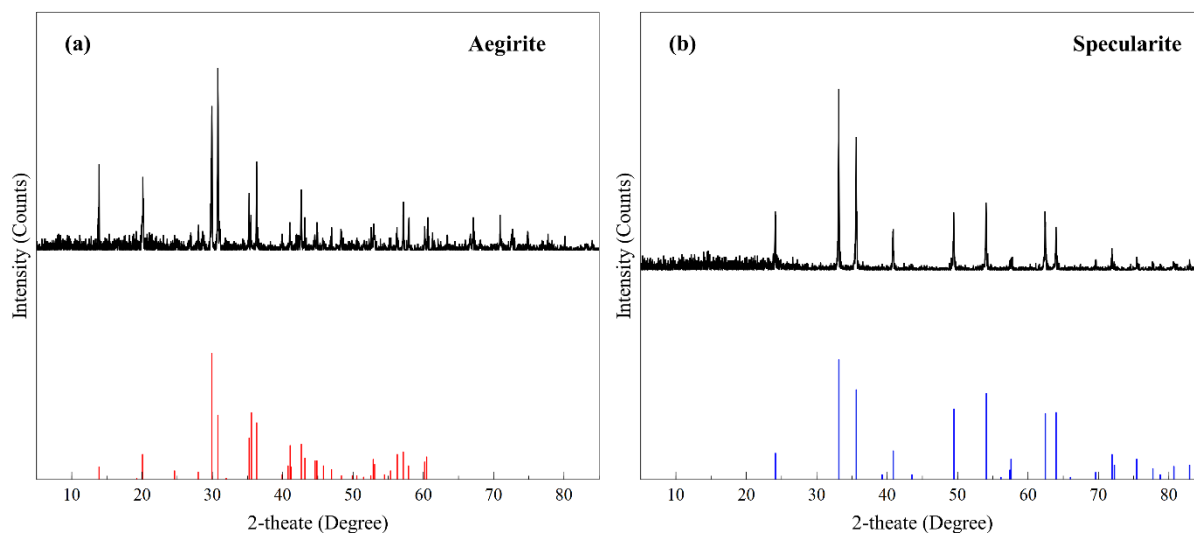 (a)
Aegirite
Intensity (Counts)
10 20 30 40 50 60 70 80
2-theate (Degree)
(b)
Specularite
Intensity (Counts)
10 20 30 40 50 60 70 80
2-theate (Degree)